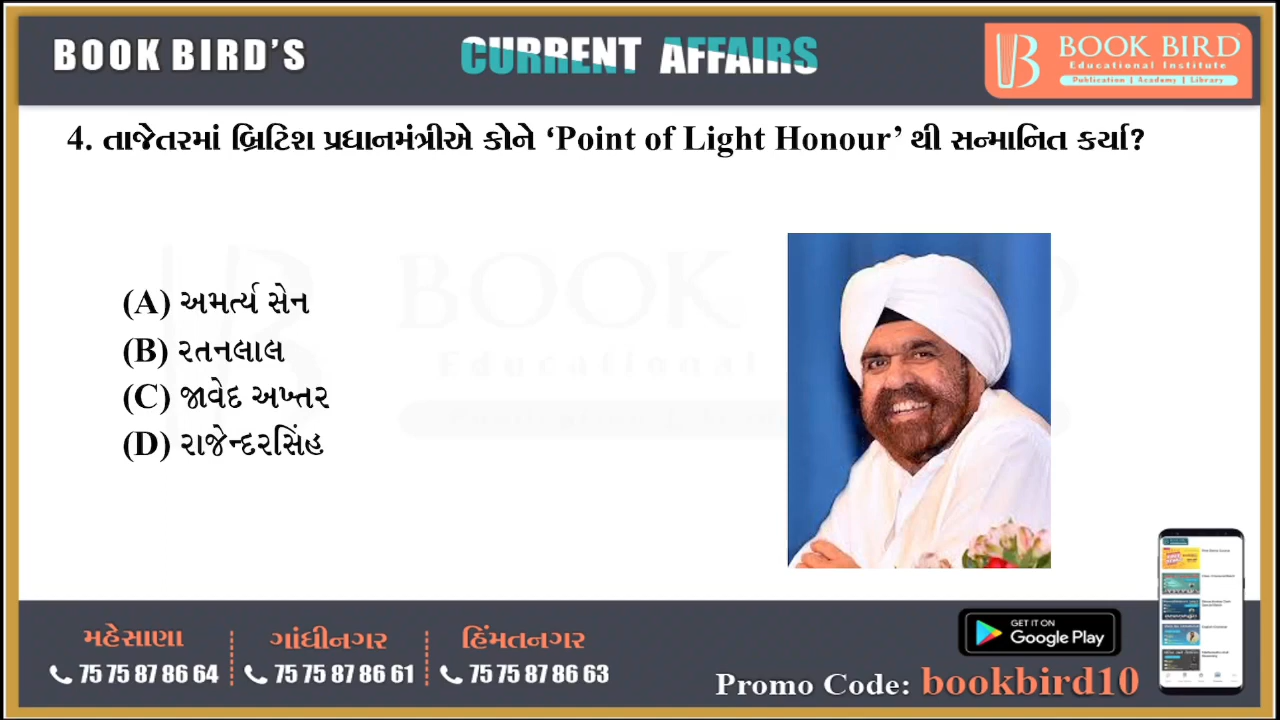 BOOK BIRD'S
CURRENT AFFAIRS
BOOK BIRD
Educational Institute
Publication | Academy | Library
4. તાજેતરમાં બ્રિટિશ પ્રધાનમંત્રીએ કોને ‘Point of Light Honour’ થી સન્માનિત કર્યા?
(A) અમર્ત્ય સેન
(B) રતનલાલ
(C) જાવેદ અખ્તર
(D) રાજેન્દરસિંહ
BOOK
Educational
મહેસાણા
75 75 87 86 64
ગાંધીનગર
75 75 87 86 61
હિંમતનગર
75 75 87 86 63
GET IT ON
Google Play
Promo Code: bookbird10